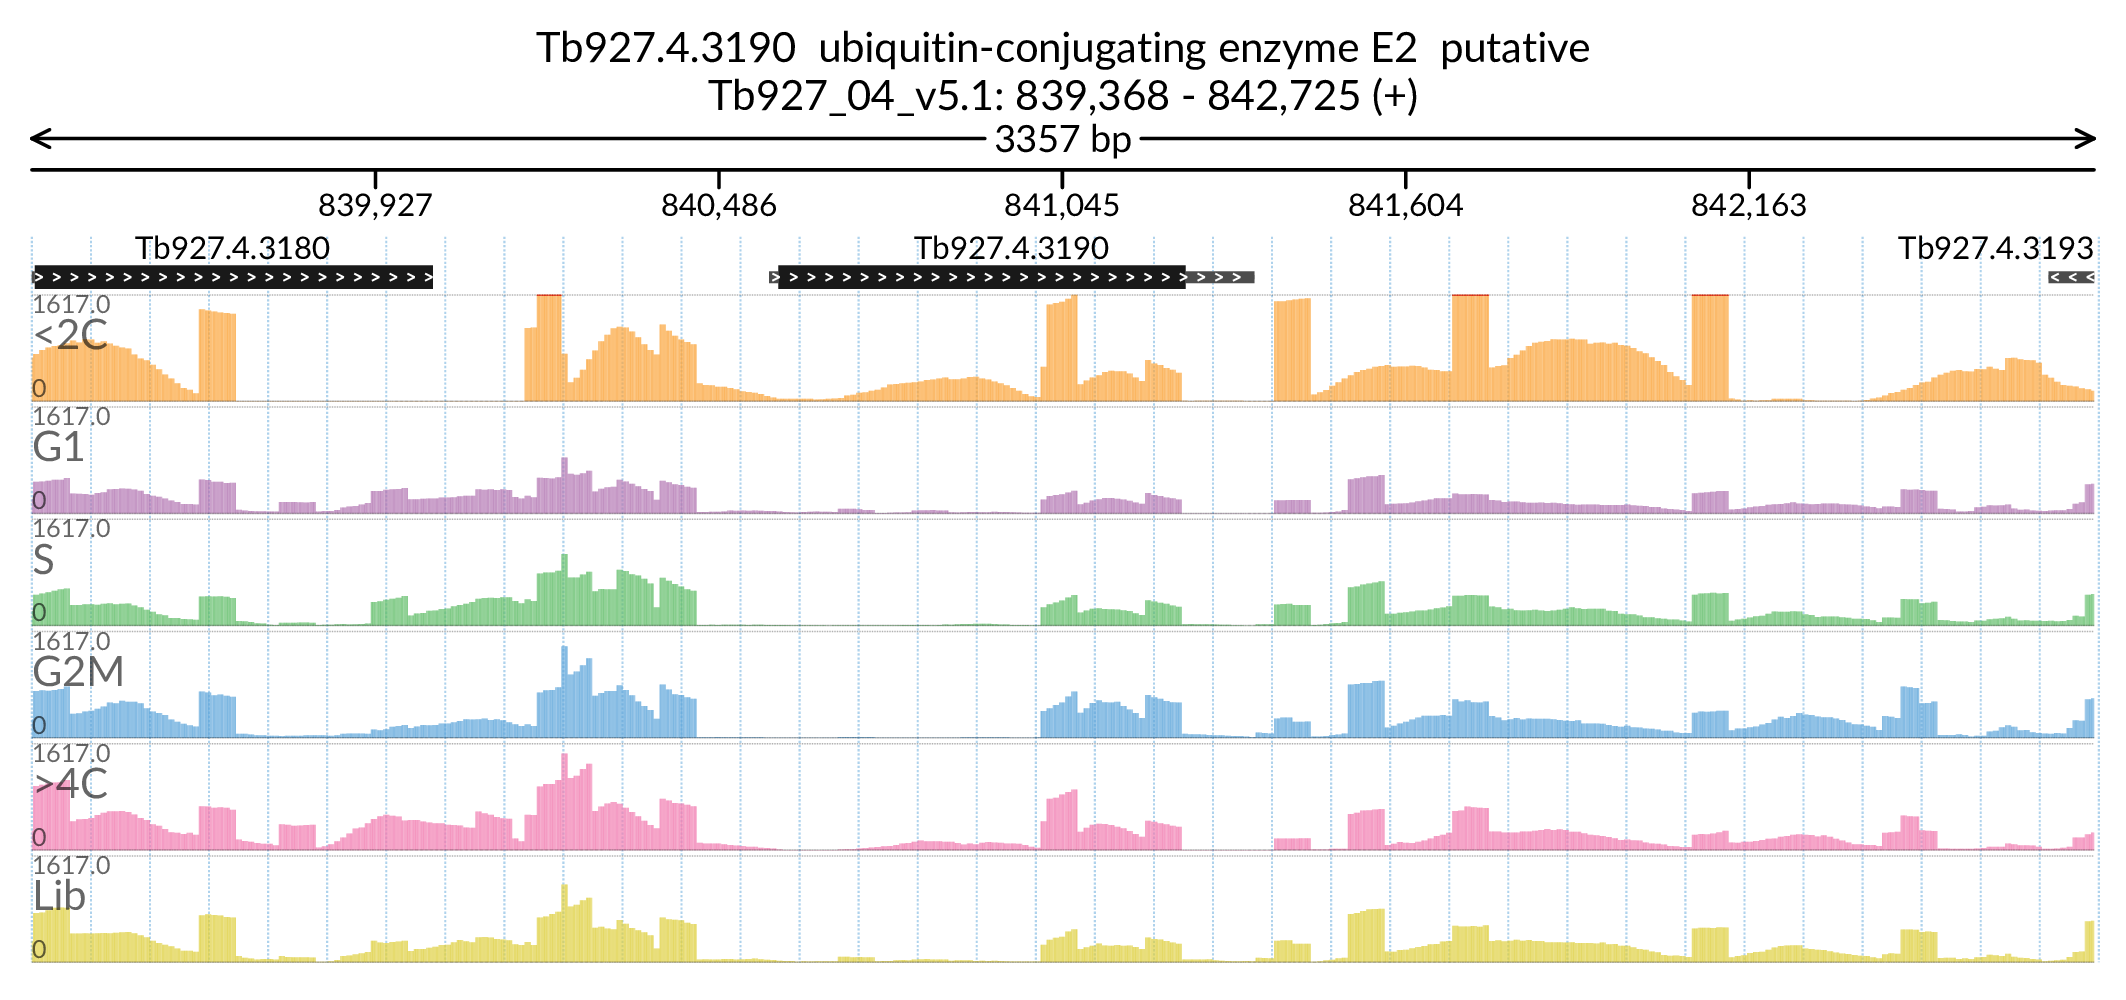 Tb927.4.3190  ubiquitin-conjugating enzyme E2  putative
Tb927_04_v5.1: 839,368 - 842,725 (+)
3357 bp
839,927 840,486 841,045 841,604 842,163
Tb927.4.3180 Tb927.4.3190 Tb927.4.3193
1617.0
<2C
0
1617.0
G1
0
1617.0
S
0
1617.0
G2M
0
1617.0
>4C
0
1617.0
Lib
0